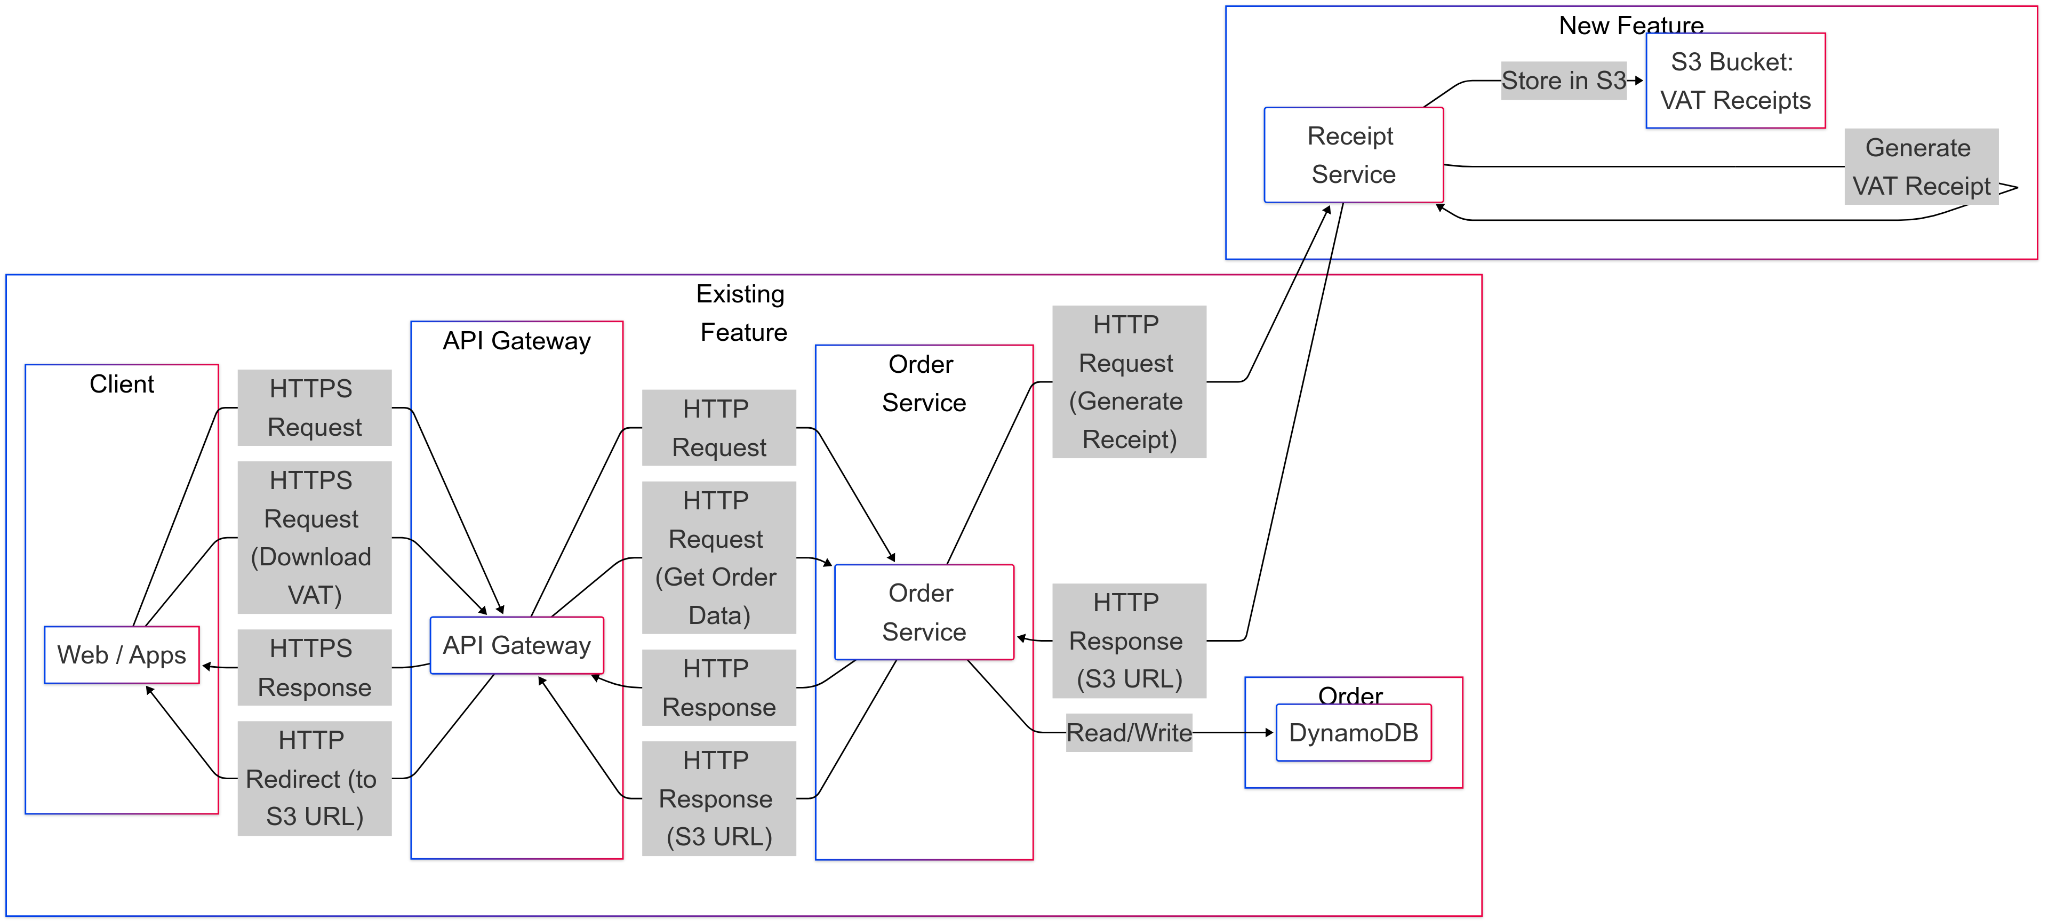 New Feature
S3 Bucket:
VAT Receipts
Store in S3
Receipt
Service
Generate
VAT Receipt
Existing
Feature
Client
HTTPS
Request
HTTPS
Request
(Download
VAT)
Web / Apps
HTTPS
Response
HTTP
Redirect (to
S3 URL)
API Gateway
API Gateway
HTTP
Request
HTTP
Request
(Get Order
Data)
HTTP
Response
HTTP
Response
(S3 URL)
Order
Service
Order
Service
HTTP
Request
(Generate
Receipt)
HTTP
Response
(S3 URL)
Read/Write
Order
DynamoDB